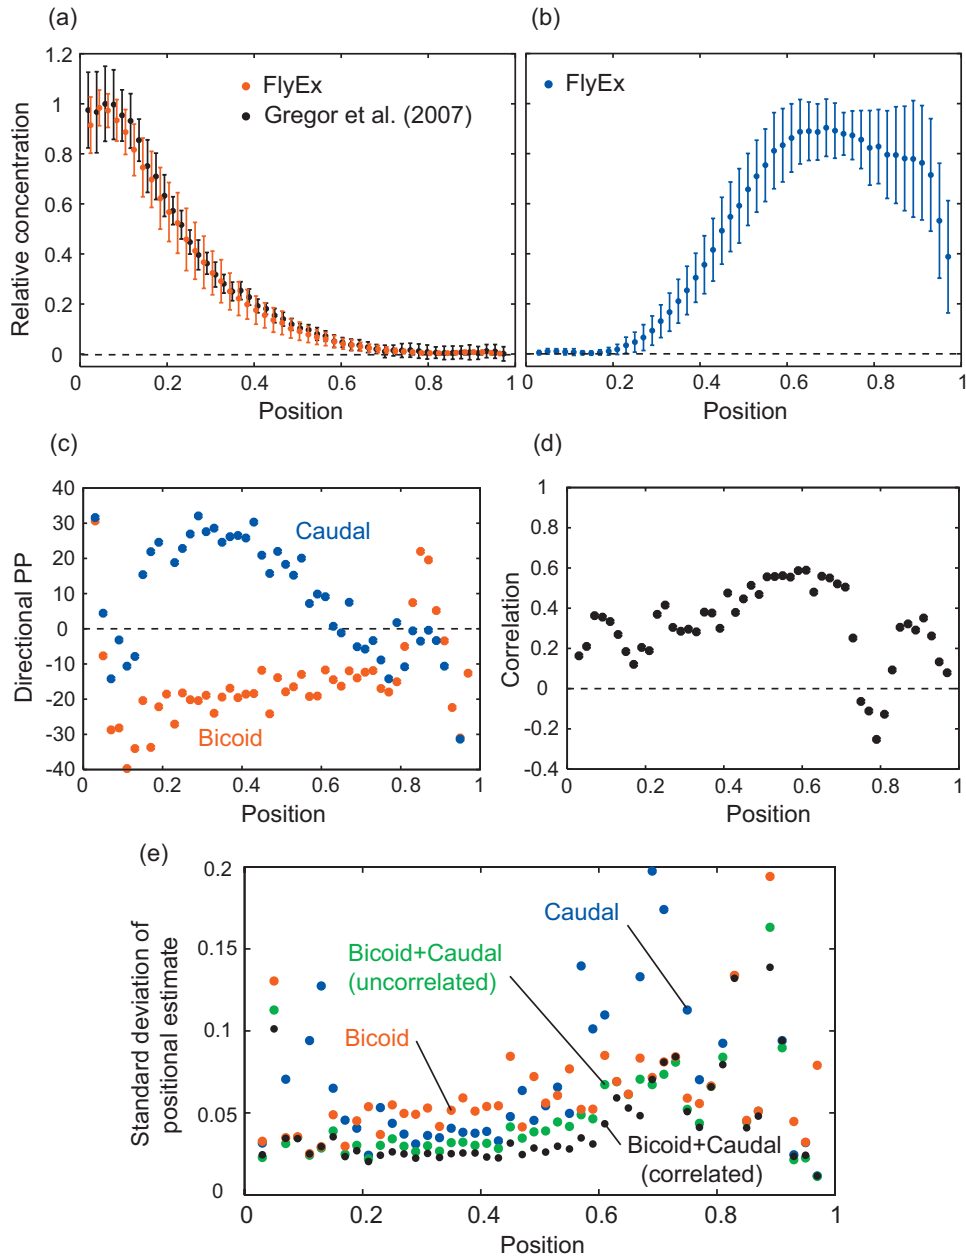 (a)
(b)
1.2
1
0.8
0.6
0.4
0.2
0
Relative concentration
FlyEx
Gregor et al. (2007)
FlyEx
0 0.2 0.4 0.6 0.8 1
Position
0 0.2 0.4 0.6 0.8 1
Position
(c)
(d)
40
30
20
10
0
-10
-20
-30
-40
Directional PP
Caudal
Bicoid
0 0.2 0.4 0.6 0.8 1
Position
1
0.8
0.6
0.4
0.2
0
-0.2
-0.4
Correlation
0 0.2 0.4 0.6 0.8 1
Position
(e)
0.2
0.15
0.1
0.05
0
Standard deviation of
positional estimate
Caudal
Bicoid+Caudal
(uncorrelated)
Bicoid
Bicoid+Caudal
(correlated)
0 0.2 0.4 0.6 0.8 1
Position